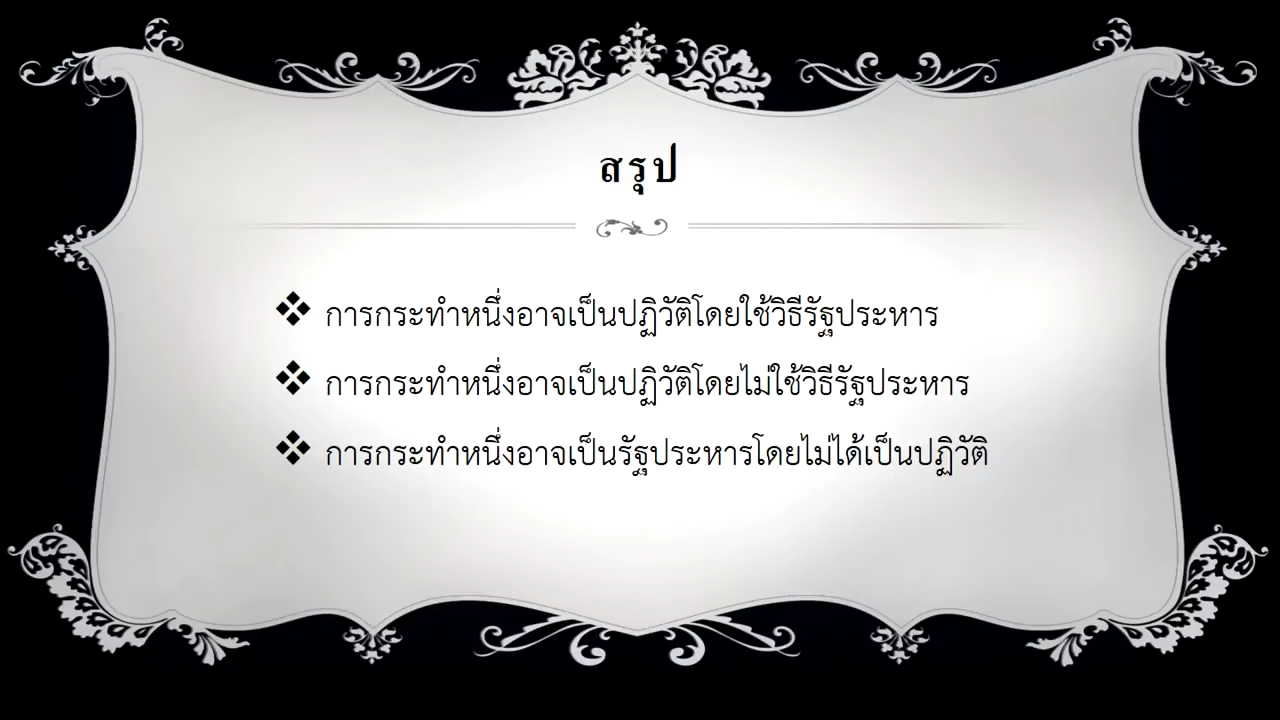 สรุป
การกระทำหนึ่งอาจเป็นปฏิวัติโดยใช้วิธีรัฐประหาร
การกระทำหนึ่งอาจเป็นปฏิวัติโดยไม่ใช้วิธีรัฐประหาร
การกระทำหนึ่งอาจเป็นรัฐประหารโดยไม่ได้เป็นปฏิวัติ